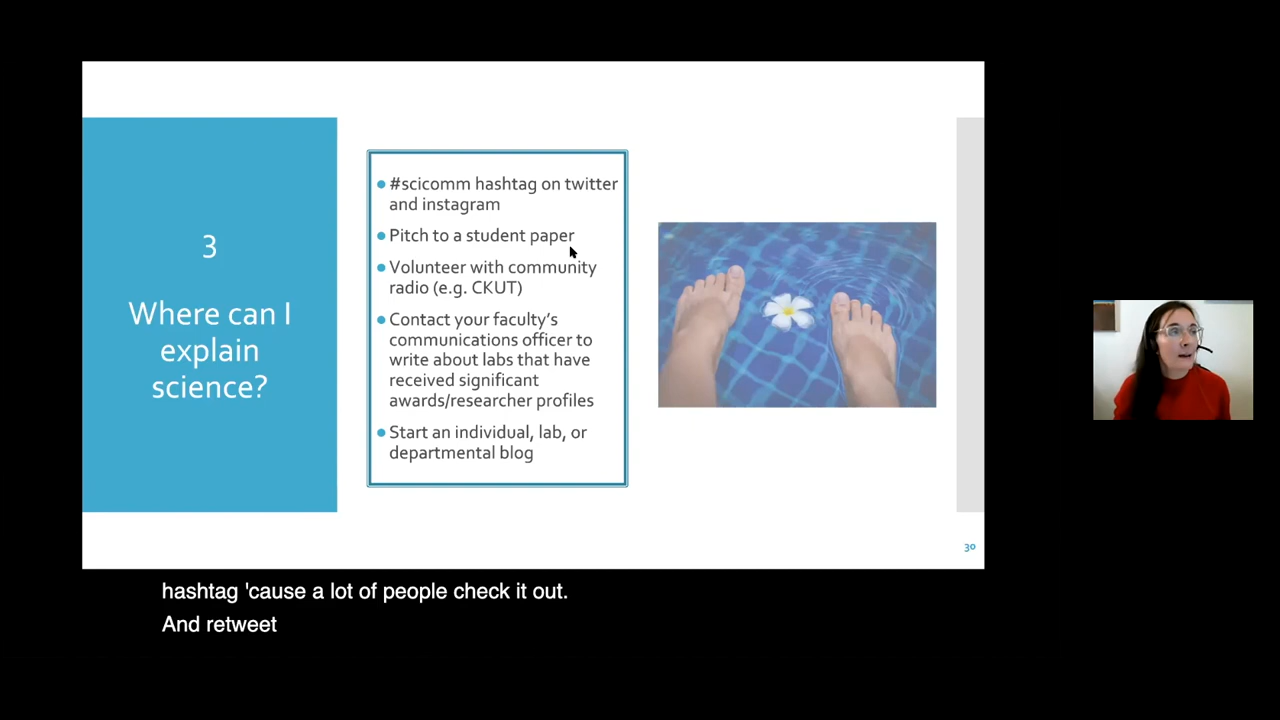 3
Where can I
explain
science?
#scicomm hashtag on twitter
and instagram
Pitch to a student paper
Volunteer with community
radio (e.g. CKUT)
Contact your faculty's
communications officer to
write about labs that have
received significant
awards/researcher profiles
Start an individual, lab, or
departmental blog
30
hashtag 'cause a lot of people check it out.
And retweet